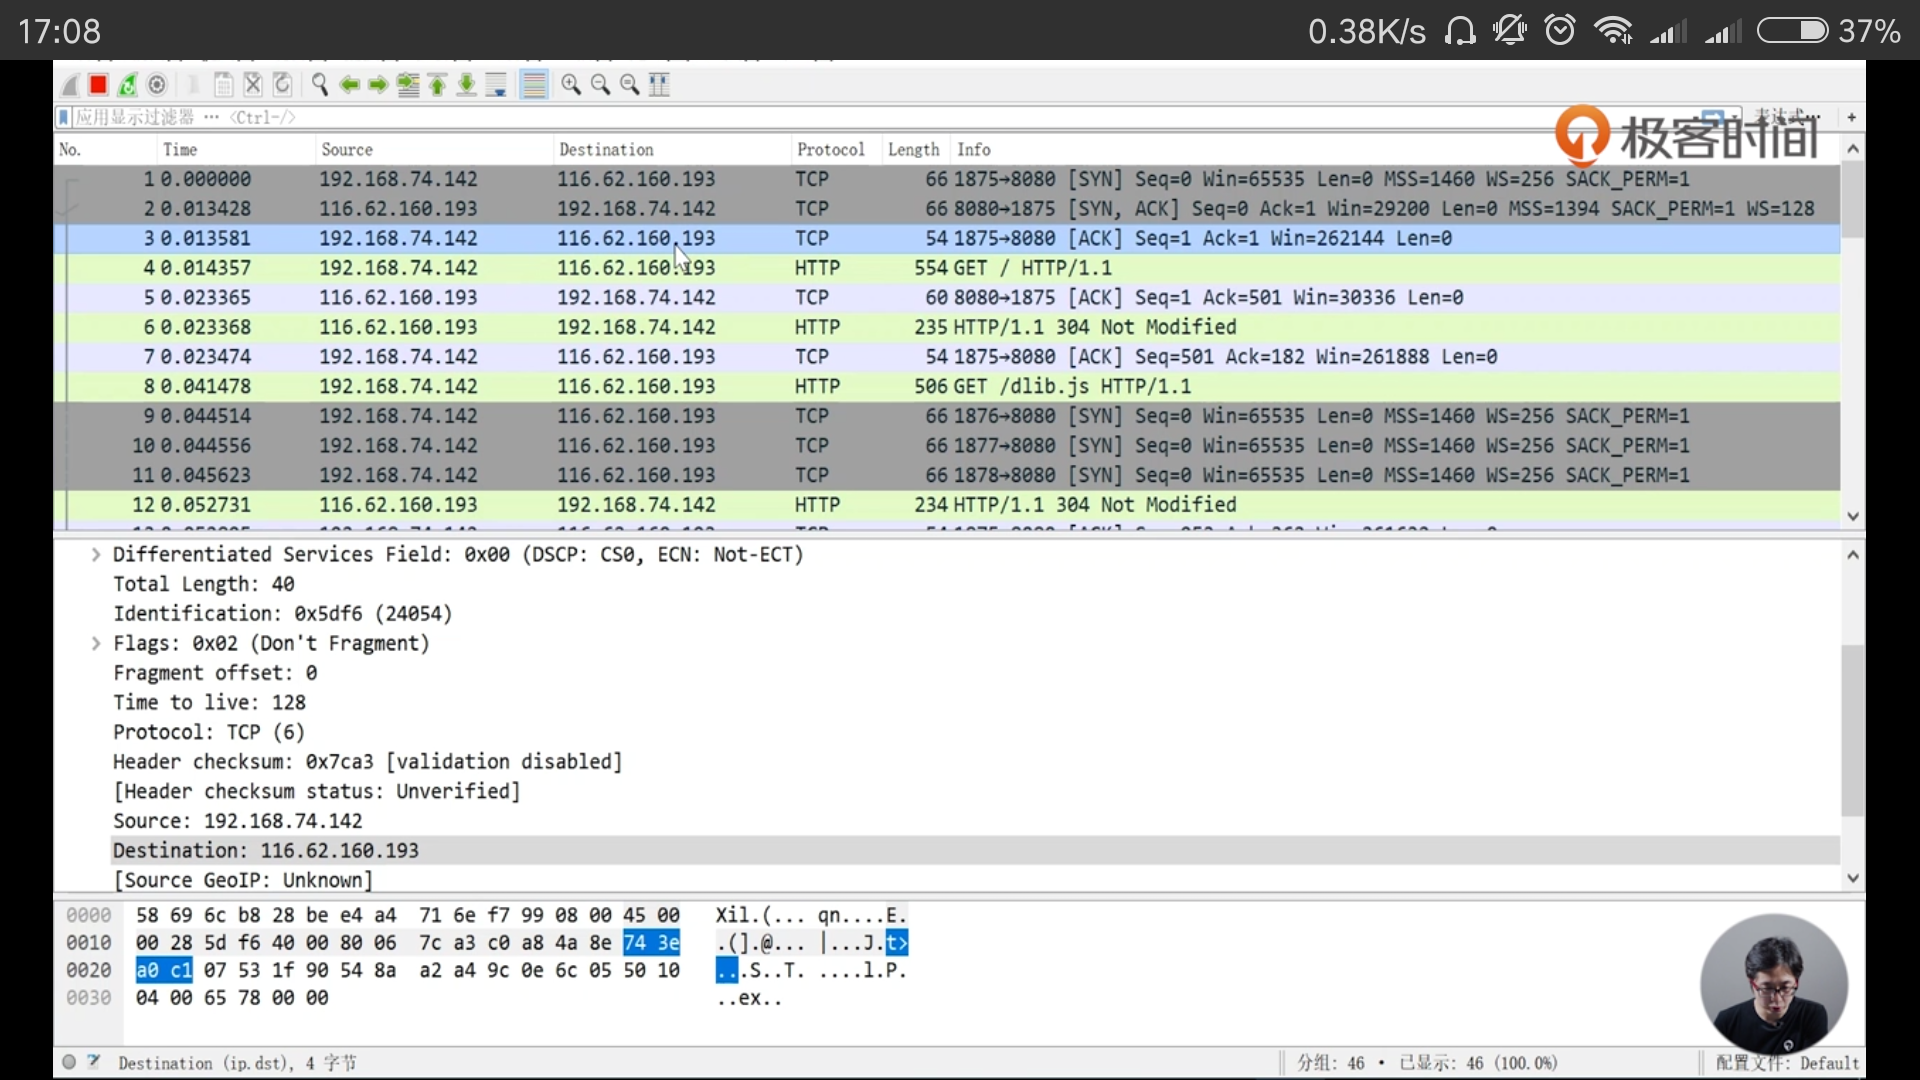 17:08 0.38K/s 37%
应用显示过滤器 … <Ctrl-/> 表达式… +
极客时间
No. Time Source Destination Protocol Length Info
1 0.000000 192.168.74.142 116.62.160.193 TCP 66 1875→8080 [SYN] Seq=0 Win=65535 Len=0 MSS=1460 WS=256 SACK_PERM=1
2 0.013428 116.62.160.193 192.168.74.142 TCP 66 8080→1875 [SYN, ACK] Seq=0 Ack=1 Win=29200 Len=0 MSS=1394 SACK_PERM=1 WS=128
3 0.013581 192.168.74.142 116.62.160.193 TCP 54 1875→8080 [ACK] Seq=1 Ack=1 Win=262144 Len=0
4 0.014357 192.168.74.142 116.62.160.193 HTTP 554 GET / HTTP/1.1
5 0.023365 116.62.160.193 192.168.74.142 TCP 60 8080→1875 [ACK] Seq=1 Ack=501 Win=30336 Len=0
6 0.023368 116.62.160.193 192.168.74.142 HTTP 235 HTTP/1.1 304 Not Modified
7 0.023474 192.168.74.142 116.62.160.193 TCP 54 1875→8080 [ACK] Seq=501 Ack=182 Win=261888 Len=0
8 0.041478 192.168.74.142 116.62.160.193 HTTP 506 GET /dlib.js HTTP/1.1
9 0.044514 192.168.74.142 116.62.160.193 TCP 66 1876→8080 [SYN] Seq=0 Win=65535 Len=0 MSS=1460 WS=256 SACK_PERM=1
10 0.044556 192.168.74.142 116.62.160.193 TCP 66 1877→8080 [SYN] Seq=0 Win=65535 Len=0 MSS=1460 WS=256 SACK_PERM=1
11 0.045623 192.168.74.142 116.62.160.193 TCP 66 1878→8080 [SYN] Seq=0 Win=65535 Len=0 MSS=1460 WS=256 SACK_PERM=1
12 0.052731 116.62.160.193 192.168.74.142 HTTP 234 HTTP/1.1 304 Not Modified
Differentiated Services Field: 0x00 (DSCP: CS0, ECN: Not-ECT)
Total Length: 40
Identification: 0x5df6 (24054)
Flags: 0x02 (Don't Fragment)
Fragment offset: 0
Time to live: 128
Protocol: TCP (6)
Header checksum: 0x7ca3 [validation disabled]
[Header checksum status: Unverified]
Source: 192.168.74.142
Destination: 116.62.160.193
[Source GeoIP: Unknown]
0000 58 69 6c b8 28 be e4 a4 71 6e f7 99 08 00 45 00 Xil.(... qn....E.
0010 00 28 5d f6 40 00 80 06 7c a3 c0 a8 4a 8e 74 3e .(].@... |...J.t>
0020 a0 c1 07 53 1f 90 54 8a a2 a4 9c 0e 6c 05 50 10 ...S..T. ....l.P.
0030 04 00 65 78 00 00 ..ex..
Destination (ip.dst), 4 字节 分组: 46 · 已显示: 46 (100.0%) 配置文件: Default